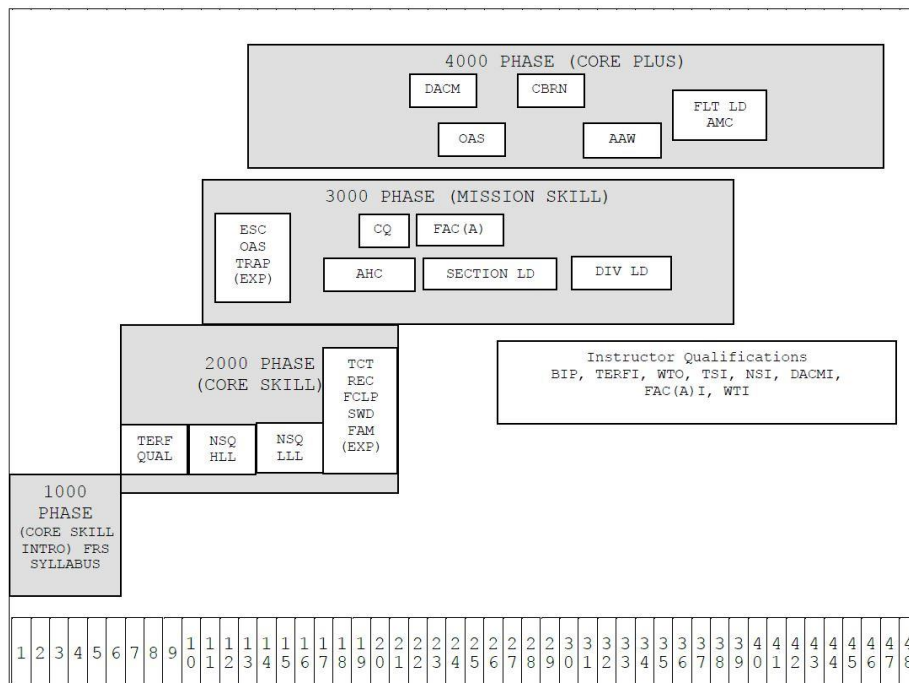 4000 PHASE (CORE PLUS)
DACM
CBRN
FLT LD
AMC
OAS
AAW
3000 PHASE (MISSION SKILL)
ESC
OAS
TRAP
(EXP)
CQ
FAC(A)
AHC
SECTION LD
DIV LD
2000 PHASE
(CORE SKILL)
TCT
REC
FCLP
SWD
FAM
(EXP)
TERF
QUAL
NSQ
HLL
NSQ
LLL
Instructor Qualifications
BIP, TERFI, WTO, TSI, NSI, DACMI,
FAC(A)I, WTI
1000
PHASE
(CORE SKILL
INTRO) FRS
SYLLABUS
1 2 3 4 5 6 7 8 9 10 11 12 13 14 15 16 17 18 19 20 21 22 23 24 25 26 27 28 29 30 31 32 33 34 35 36 37 38 39 40 41 42 43 44 45 46 47 48